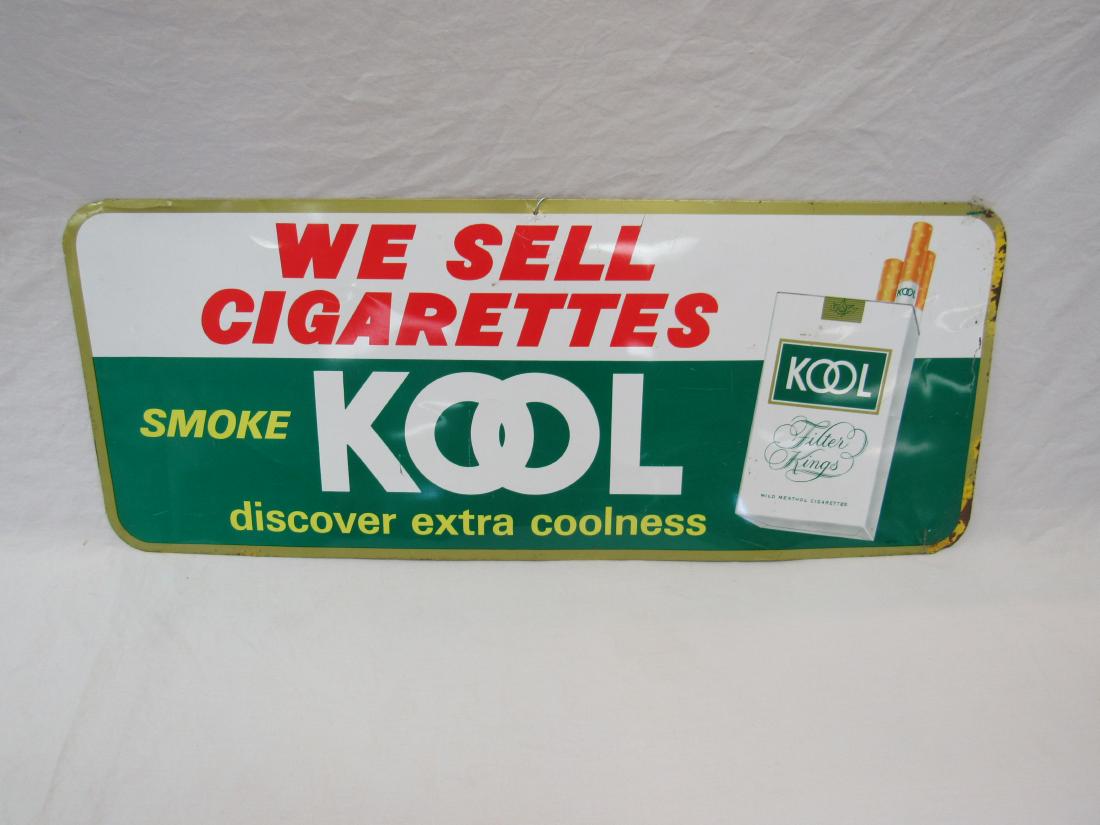 WE SELL
CIGARETTES
SMOKE KOOL
discover extra coolness
KOOL
KOOL
Filter
Kings
MILD MENTHOL CIGARETTES